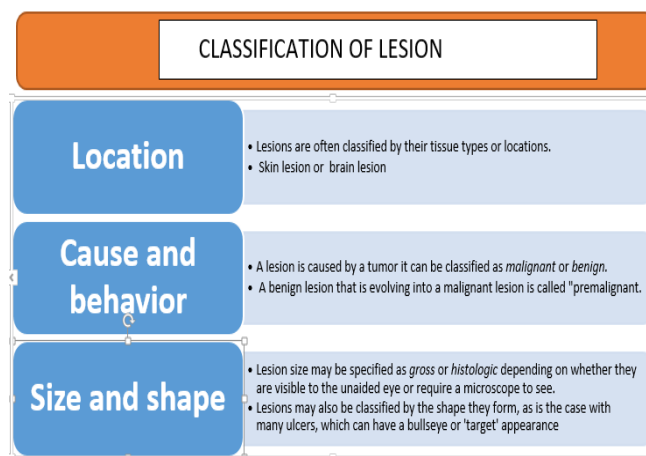 CLASSIFICATION OF LESION
Location
• Lesions are often classified by their tissue types or locations.
• Skin lesion or brain lesion
Cause and
behavior
• A lesion is caused by a tumor it can be classified as malignant or benign.
• A benign lesion that is evolving into a malignant lesion is called "premalignant.
Size and shape
• Lesion size may be specified as gross or histologic depending on whether they
are visible to the unaided eye or require a microscope to see.
• Lesions may also be classified by the shape they form, as is the case with
many ulcers, which can have a bullseye or 'target' appearance